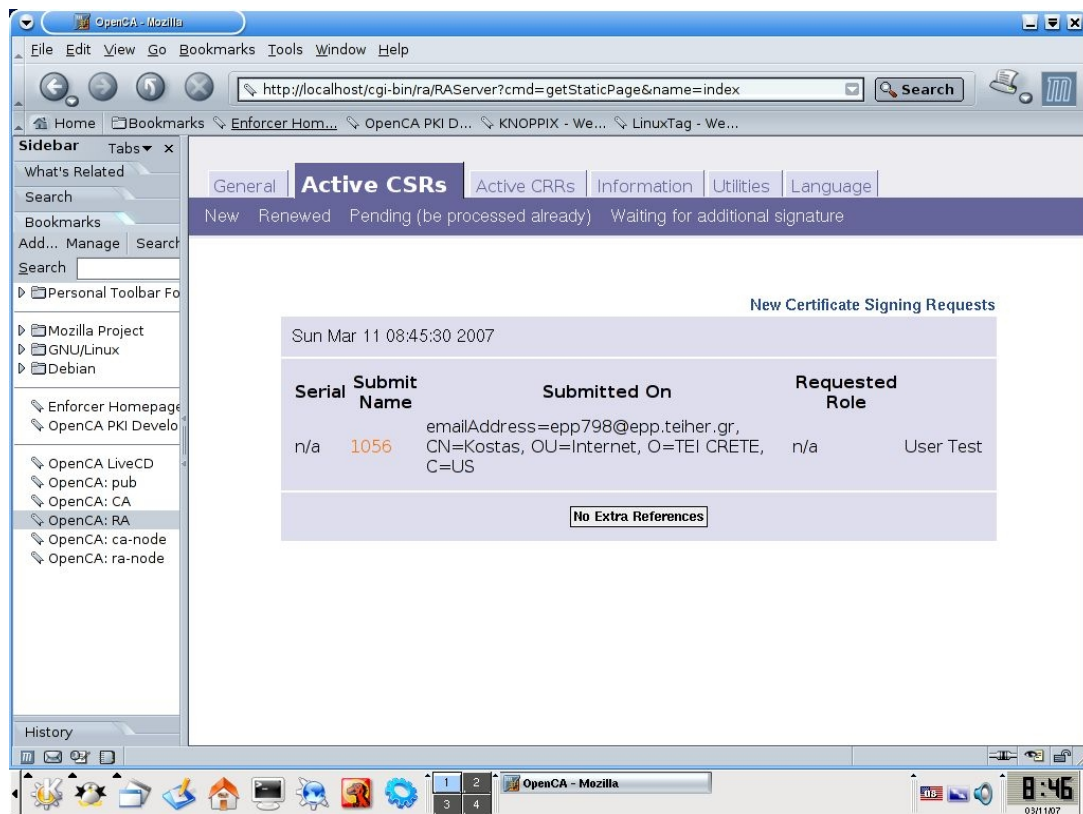 OpenCA - Mozilla
File Edit View Go Bookmarks Tools Window Help
http://localhost/cgi-bin/ra/RAServer?cmd=getStaticPage&name=index
Search
Home Bookmarks Enforcer Hom... OpenCA PKI D... KNOPPIX - We... LinuxTag - We...
Sidebar Tabs x
What's Related
Search
Bookmarks
Add... Manage Search
Search
Personal Toolbar Fo
Mozilla Project
GNU/Linux
Debian
Enforcer Homepage
OpenCA PKI Develo
OpenCA LiveCD
OpenCA: pub
OpenCA: CA
OpenCA: RA
OpenCA: ca-node
OpenCA: ra-node
History
General Active CSRs Active CRRs Information Utilities Language
New Renewed Pending (be processed already) Waiting for additional signature
New Certificate Signing Requests
Sun Mar 11 08:45:30 2007
Serial Submit Name Submitted On Requested Role
n/a 1056 emailAddress=epp798@epp.teiher.gr,
CN=Kostas, OU=Internet, O=TEI CRETE,
C=US
n/a User Test
No Extra References
1 2
3 4
OpenCA - Mozilla
US
8:46
03/11/07